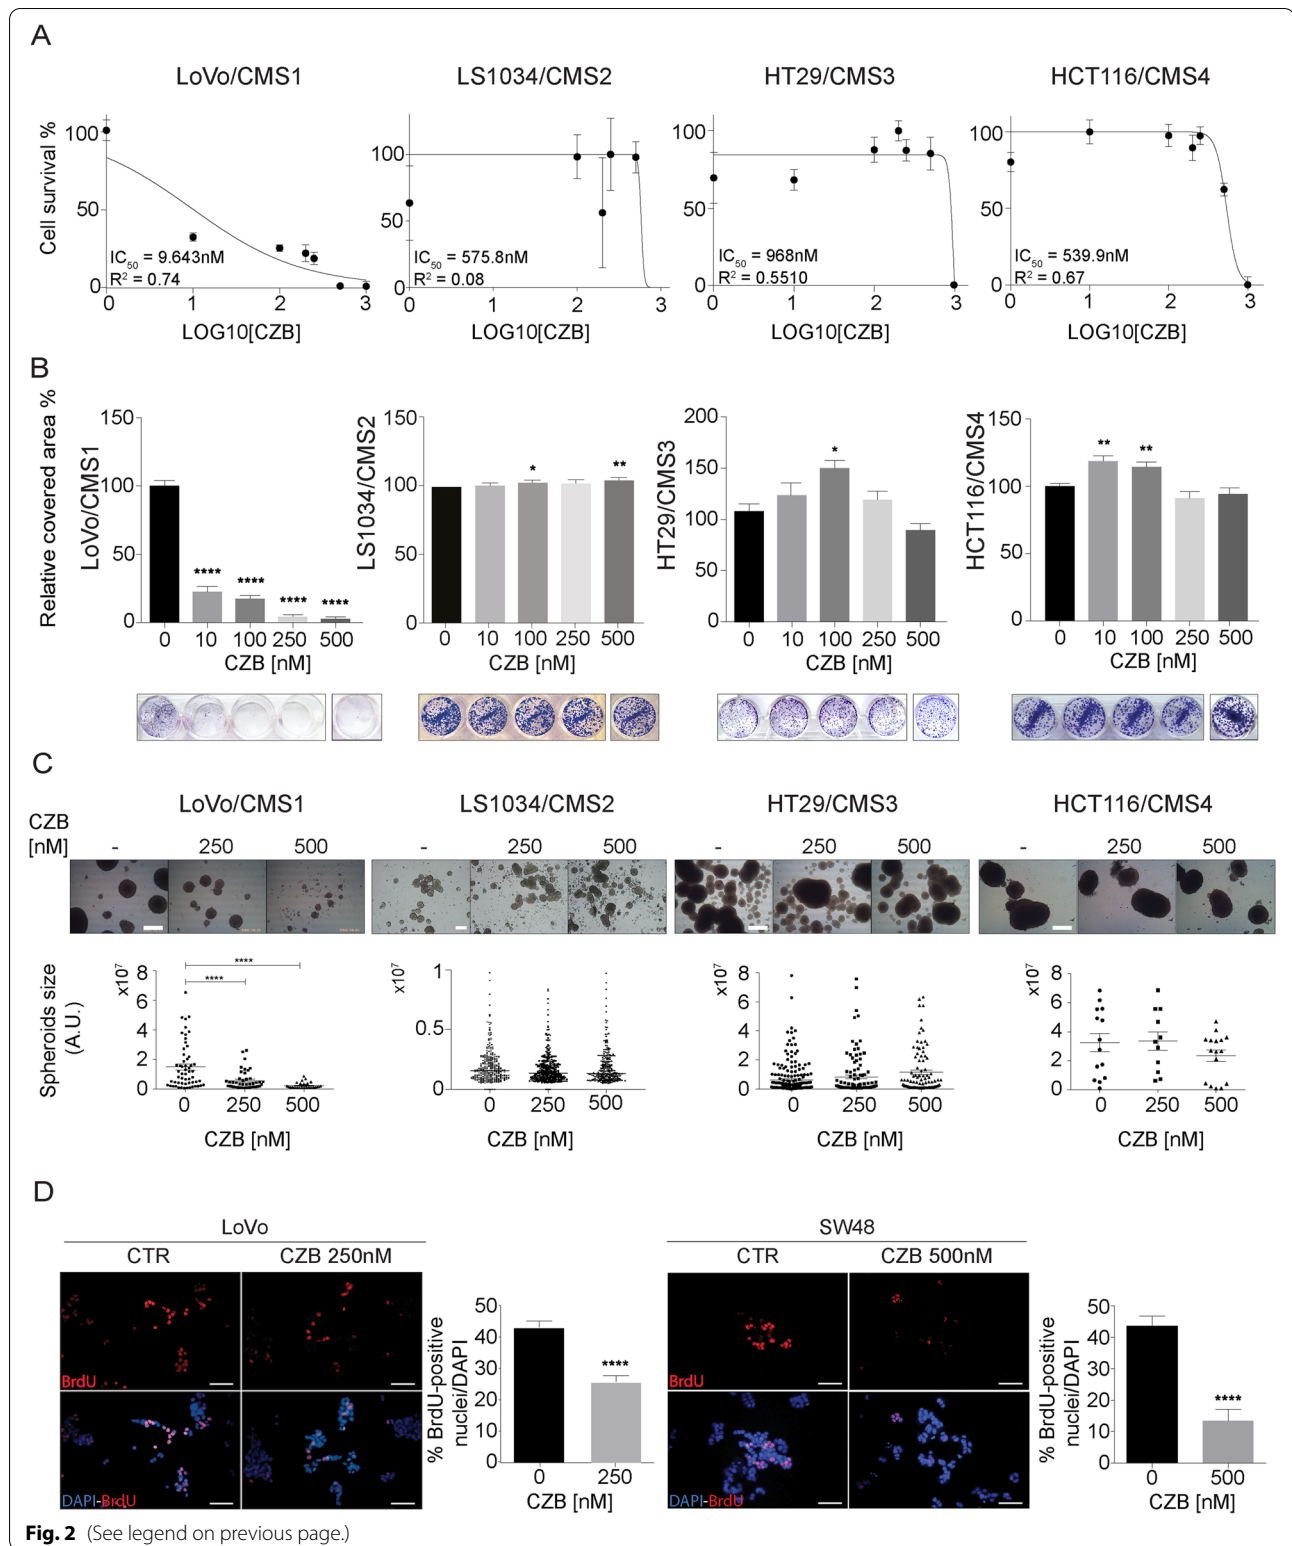 A
LoVo/CMS1 LS1034/CMS2 HT29/CMS3 HCT116/CMS4
Cell survival %
100 50 0
IC50 = 9.643nM
R2 = 0.74
0 1 2 3
LOG10[CZB]
100 50 0
IC50 = 575.8nM
R2 = 0.08
0 1 2 3
LOG10[CZB]
100 50 0
IC50 = 968nM
R2 = 0.5510
0 1 2 3
LOG10[CZB]
100 50 0
IC50 = 539.9nM
R2 = 0.67
0 1 2 3
LOG10[CZB]
B
Relative covered area %
LoVo/CMS1
150 100 50 0
**** **** **** ****
0 10 100 250 500
CZB [nM]
LS1034/CMS2
150 100 50 0
* **
0 10 100 250 500
CZB [nM]
HT29/CMS3
200 150 100 50 0
*
0 10 100 250 500
CZB [nM]
HCT116/CMS4
150 100 50 0
** **
0 10 100 250 500
CZB [nM]
C
LoVo/CMS1 LS1034/CMS2 HT29/CMS3 HCT116/CMS4
CZB
[nM]
- 250 500 - 250 500 - 250 500 - 250 500
Spheroids size
(A.U.)
x107
8 6 4 2 0
**** ****
0 250 500
CZB [nM]
x107
1 0.5 0
0 250 500
CZB [nM]
x107
8 6 4 2 0
0 250 500
CZB [nM]
x107
8 6 4 2 0
0 250 500
CZB [nM]
D
LoVo
CTR CZB 250nM
BrdU
DAPI-BrdU
% BrdU-positive
nuclei/DAPI
50 40 30 20 10 0
****
0 250
CZB [nM]
SW48
CTR CZB 500nM
BrdU
DAPI-BrdU
% BrdU-positive
nuclei/DAPI
50 40 30 20 10 0
****
0 500
CZB [nM]
Fig. 2 (See legend on previous page.)